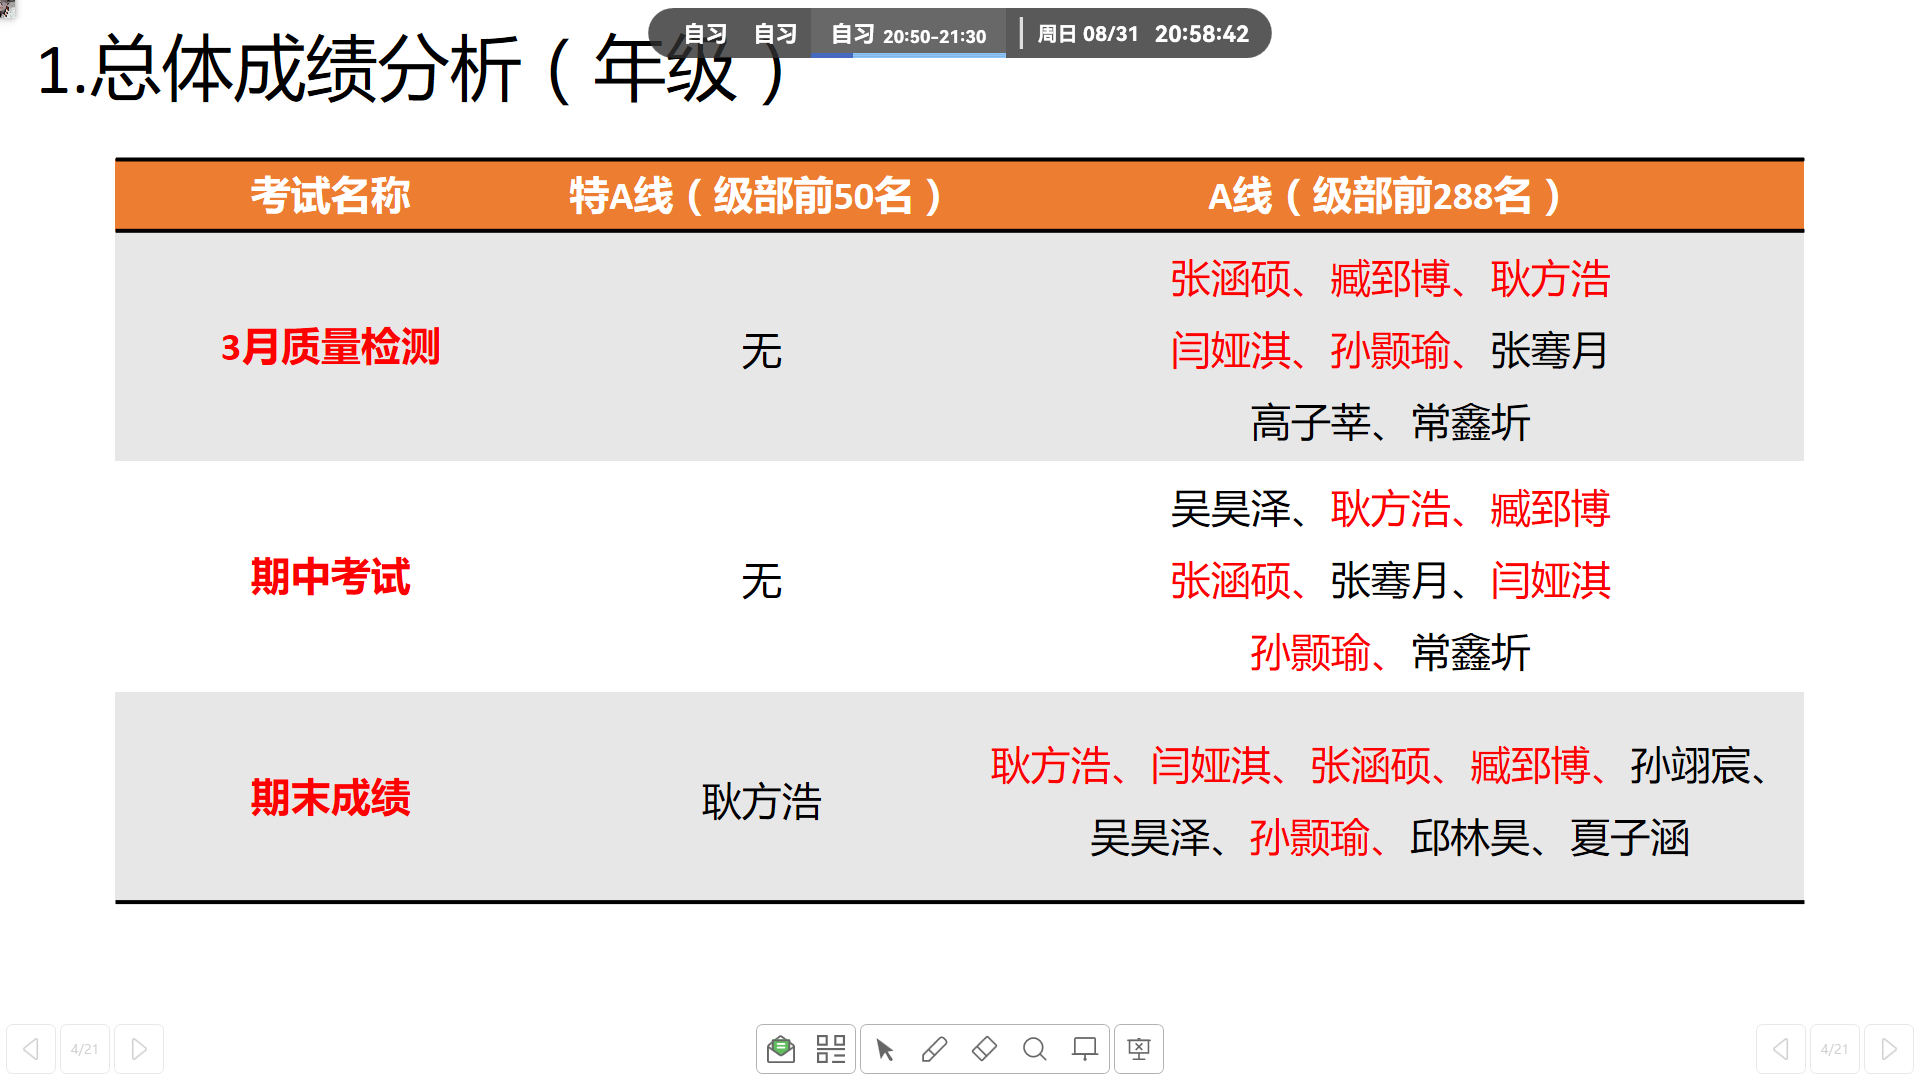 自习 自习 自习 20:50-21:30 周日 08/31 20:58:42
1.总体成绩分析（年级）
考试名称 特A线（级部前50名） A线（级部前288名）
3月质量检测 无 张涵硕、臧郅博、耿方浩
闫娅淇、孙颢瑜、张骞月
高子莘、常鑫圻
期中考试 无 吴昊泽、耿方浩、臧郅博
张涵硕、张骞月、闫娅淇
孙颢瑜、常鑫圻
期末成绩 耿方浩 耿方浩、闫娅淇、张涵硕、臧郅博、孙翊宸、
吴昊泽、孙颢瑜、邱林昊、夏子涵
4/21 4/21